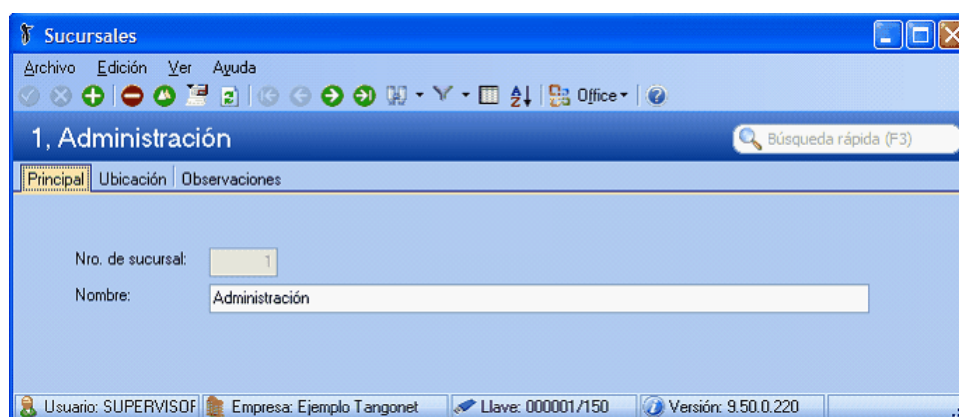 Sucursales
Archivo Edición Ver Ayuda
Office
1, Administración
Búsqueda rápida (F3)
Principal Ubicación Observaciones
Nro. de sucursal: 1
Nombre: Administración
Usuario: SUPERVISOR Empresa: Ejemplo Tangonet Llave: 000001/150 Versión: 9.50.0.220